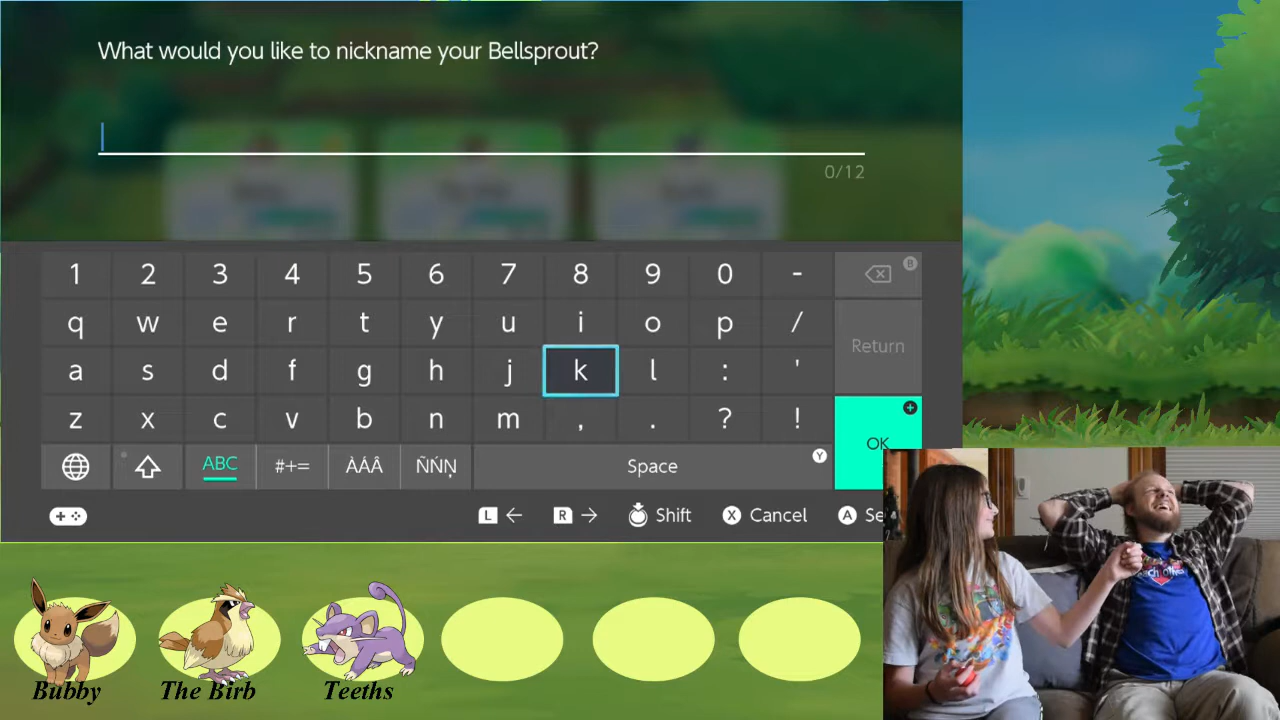 What would you like to nickname your Bellsprout?
0/12
1 2 3 4 5 6 7 8 9 0 -
q w e r t y u i o p /
Return
a s d f g h j k l : '
z x c v b n m , . ? !
OK
ABC #+= ÀÁÂ ÑŃŅ Space
L ← R → Shift X Cancel A Se
Bubby The Birb Teeths